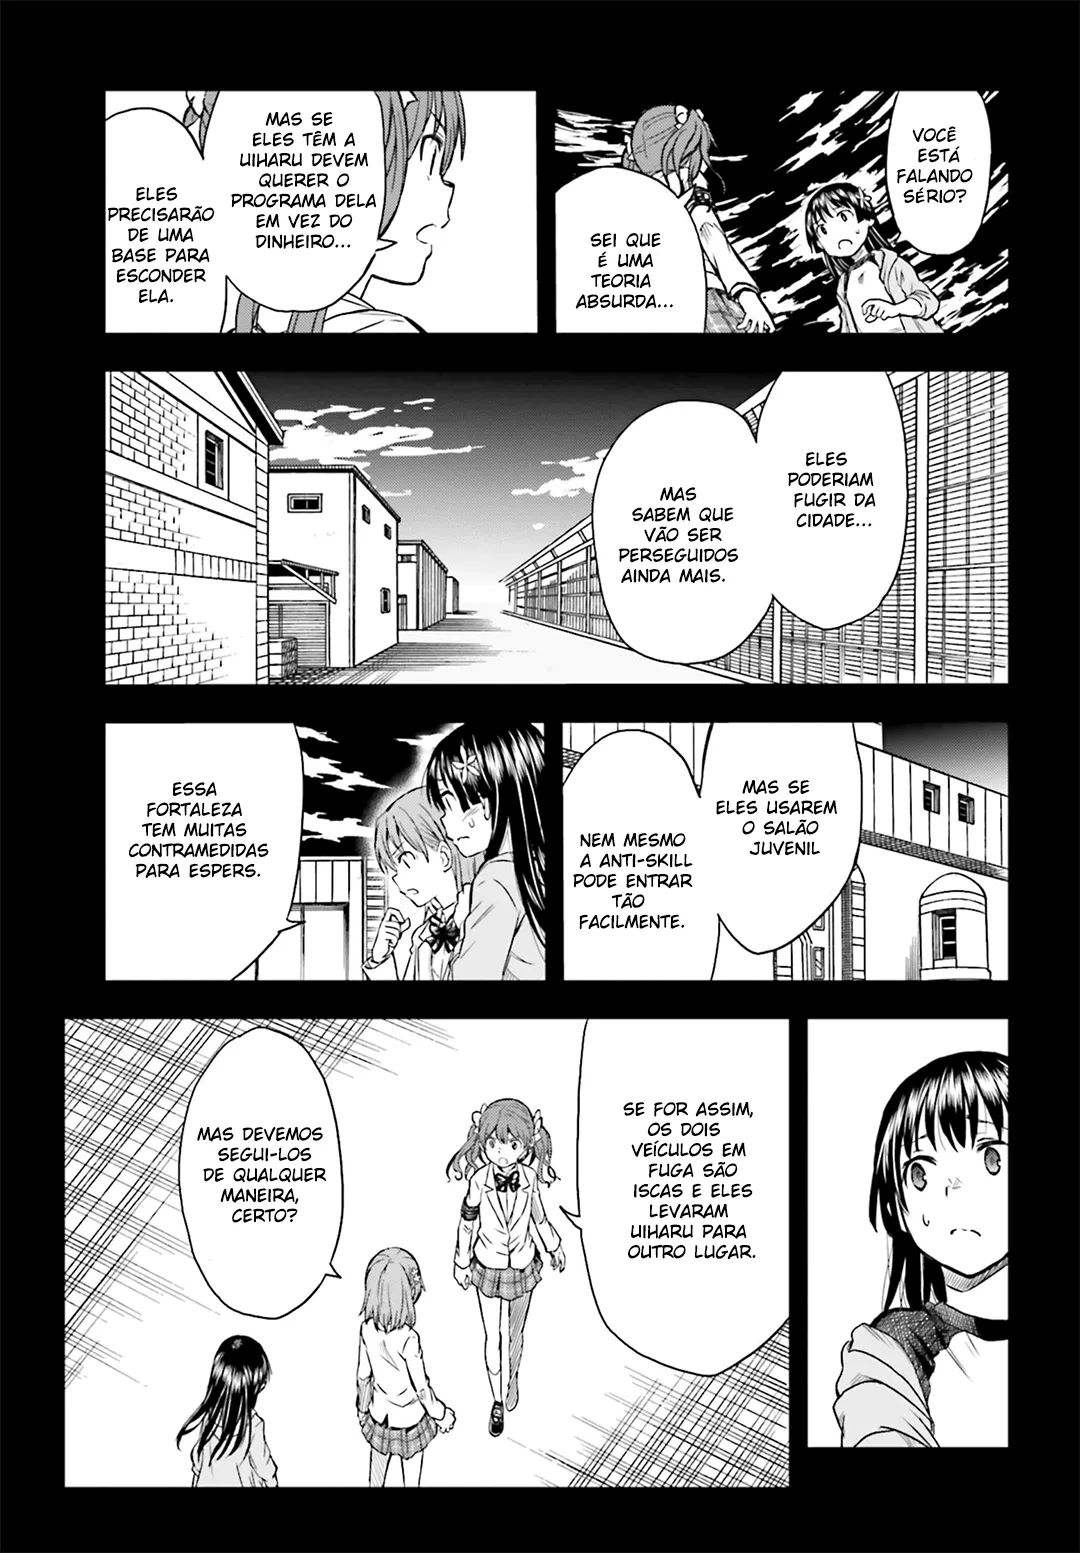 VOCÊ
ESTÁ
FALANDO
SÉRIO?
SEI QUE
É UMA
TEORIA
ABSURDA...
MAS SE
ELES TÊM A
UIHARU DEVEM
QUERER O
PROGRAMA DELA
EM VEZ DO
DINHEIRO...
ELES
PRECISARÃO
DE UMA
BASE PARA
ESCONDER
ELA.
ELES
PODERIAM
FUGIR DA
CIDADE...
MAS
SABEM QUE
VÃO SER
PERSEGUIDOS
AINDA MAIS.
MAS SE
ELES USAREM
O SALÃO
JUVENIL
NEM MESMO
A ANTI-SKILL
PODE ENTRAR
TÃO
FACILMENTE.
ESSA
FORTALEZA
TEM MUITAS
CONTRAMEDIDAS
PARA ESPERS.
SE FOR ASSIM,
OS DOIS
VEÍCULOS EM
FUGA SÃO
ISCAS E ELES
LEVARAM
UIHARU PARA
OUTRO LUGAR.
MAS DEVEMOS
SEGUI-LOS
DE QUALQUER
MANEIRA,
CERTO?